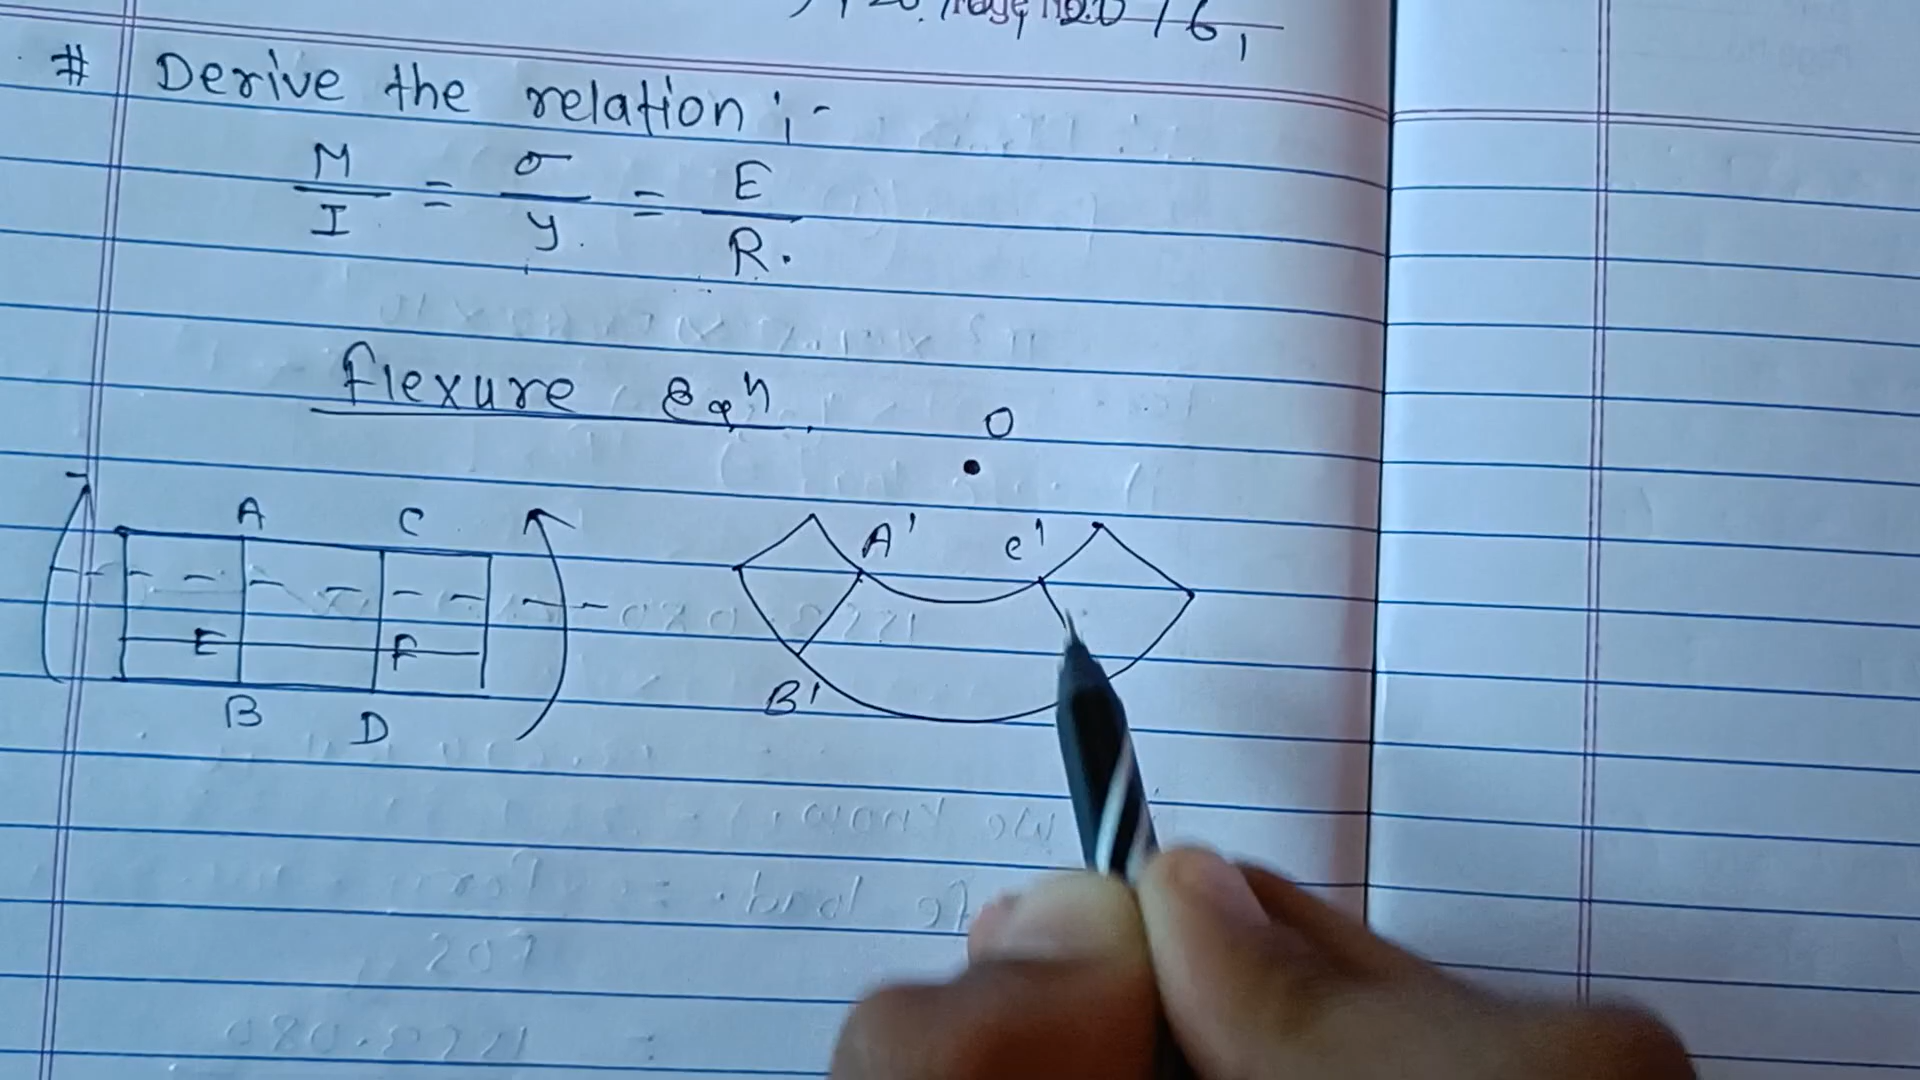 # Derive the relation ;-
M/I = σ/y. = E/R.
flexure eqn.
O
A C A' c'
E F
B D B'